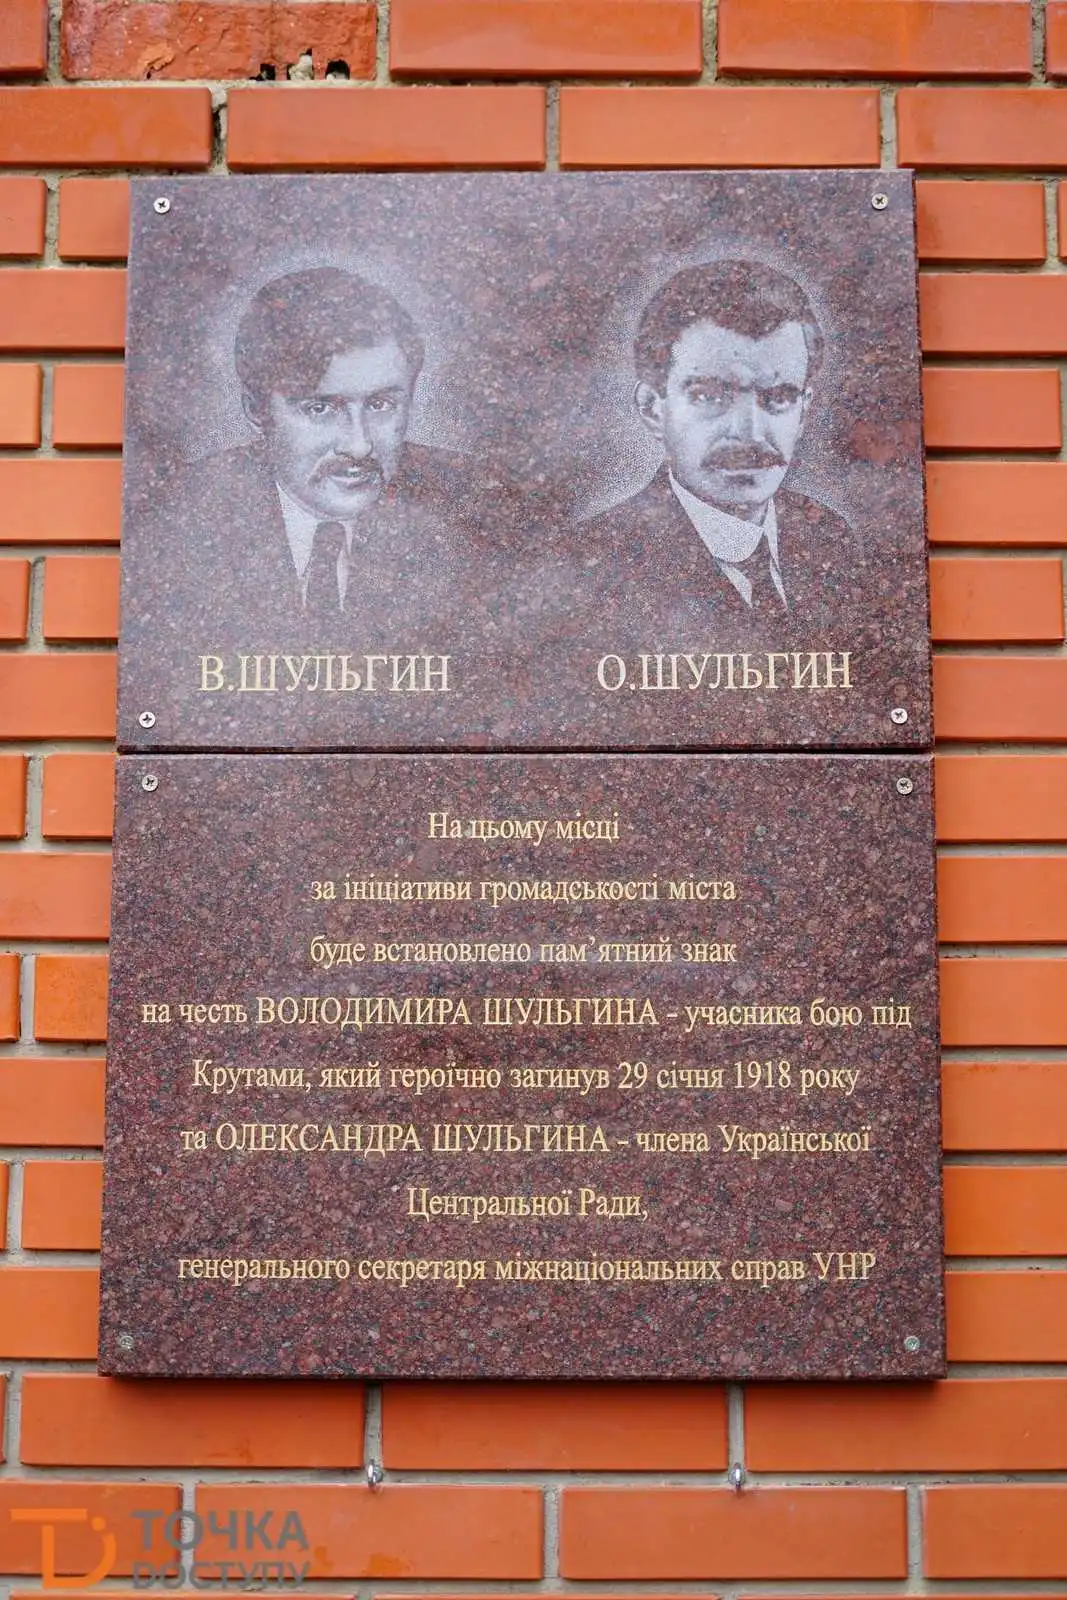 В.ШУЛЬГИН
О.ШУЛЬГИН
На цьому місці
за ініціативи громадськості міста
буде встановлено пам’ятний знак
на честь ВОЛОДИМИРА ШУЛЬГИНА - учасника бою під
Крутами, який героїчно загинув 29 січня 1918 року
та ОЛЕКСАНДРА ШУЛЬГИНА - члена Української
Центральної Ради,
генерального секретаря міжнаціональних справ УНР
ТОЧКА
DОСТУПУ